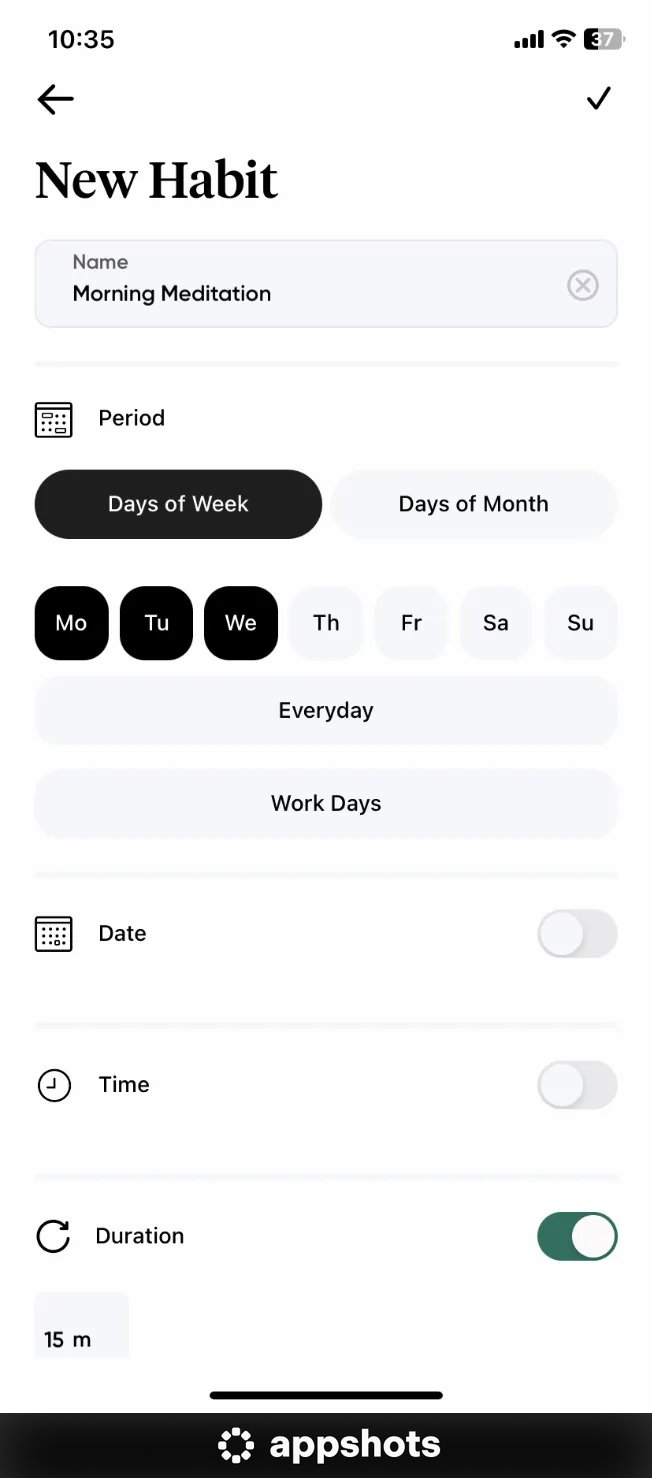 10:35
37
New Habit
Name
Morning Meditation
Period
Days of Week Days of Month
Mo Tu We Th Fr Sa Su
Everyday
Work Days
Date
Time
Duration
15 m
appshots